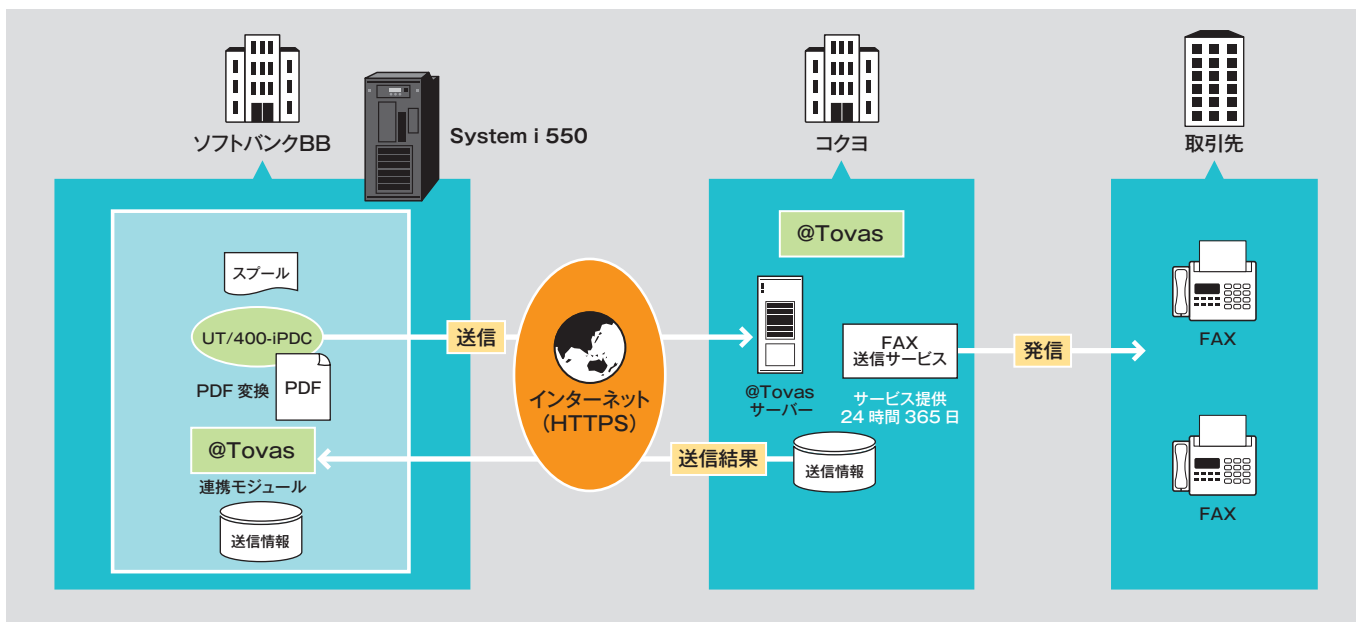 ソフトバンクBB
System i 550
コクヨ
取引先
スプール
UT/400-iPDC
PDF 変換
PDF
@Tovas
連携モジュール
送信情報
送信
インターネット
(HTTPS)
送信結果
@Tovas
@Tovas
サーバー
FAX
送信サービス
サービス提供
24 時間 365 日
送信情報
発信
FAX
FAX